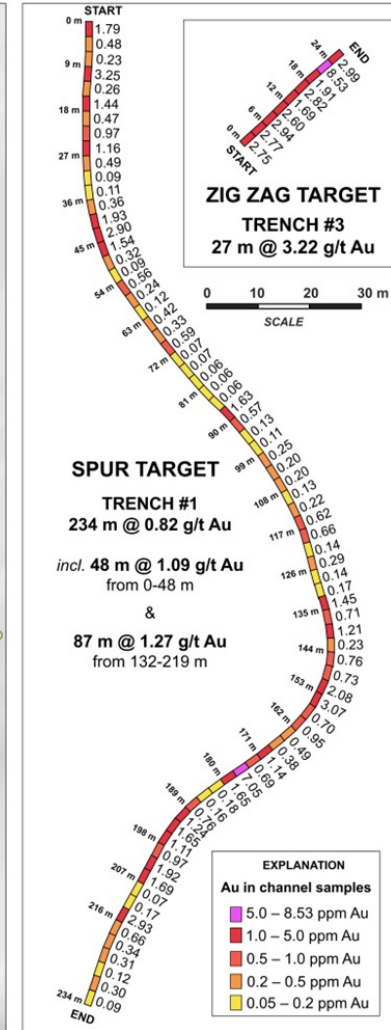 START
0 m
1.79
0.48
0.23
9 m
3.25
0.26
1.44
18 m
0.47
0.97
1.16
27 m
0.49
0.09
0.11
36 m
0.36
1.93
2.90
45 m
1.54
0.32
0.09
54 m
0.56
0.24
0.12
63 m
0.42
0.33
0.59
72 m
0.07
0.07
0.06
81 m
0.06
0.06
1.63
90 m
0.57
0.13
0.11
99 m
0.25
0.20
0.20
108 m
0.13
0.22
0.62
117 m
0.66
0.14
0.29
126 m
0.14
0.17
1.45
135 m
0.71
1.21
0.23
144 m
0.76
0.73
2.08
153 m
3.07
0.70
0.95
162 m
0.49
0.38
1.14
171 m
0.69
7.05
1.65
180 m
0.18
0.16
0.76
189 m
1.24
1.65
1.11
198 m
0.97
1.92
1.69
207 m
0.07
0.17
2.93
216 m
0.66
0.34
0.31
0.12
0.30
0.09
234 m
END
END
24 m
2.99
8.53
18 m
1.91
2.82
12 m
1.69
2.60
6 m
2.94
2.77
0 m
2.75
START
ZIG ZAG TARGET
TRENCH #3
27 m @ 3.22 g/t Au
0 10 20 30 m
SCALE
SPUR TARGET
TRENCH #1
234 m @ 0.82 g/t Au
incl. 48 m @ 1.09 g/t Au
from 0-48 m
&
87 m @ 1.27 g/t Au
from 132-219 m
EXPLANATION
Au in channel samples
5.0 – 8.53 ppm Au
1.0 – 5.0 ppm Au
0.5 – 1.0 ppm Au
0.2 – 0.5 ppm Au
0.05 – 0.2 ppm Au